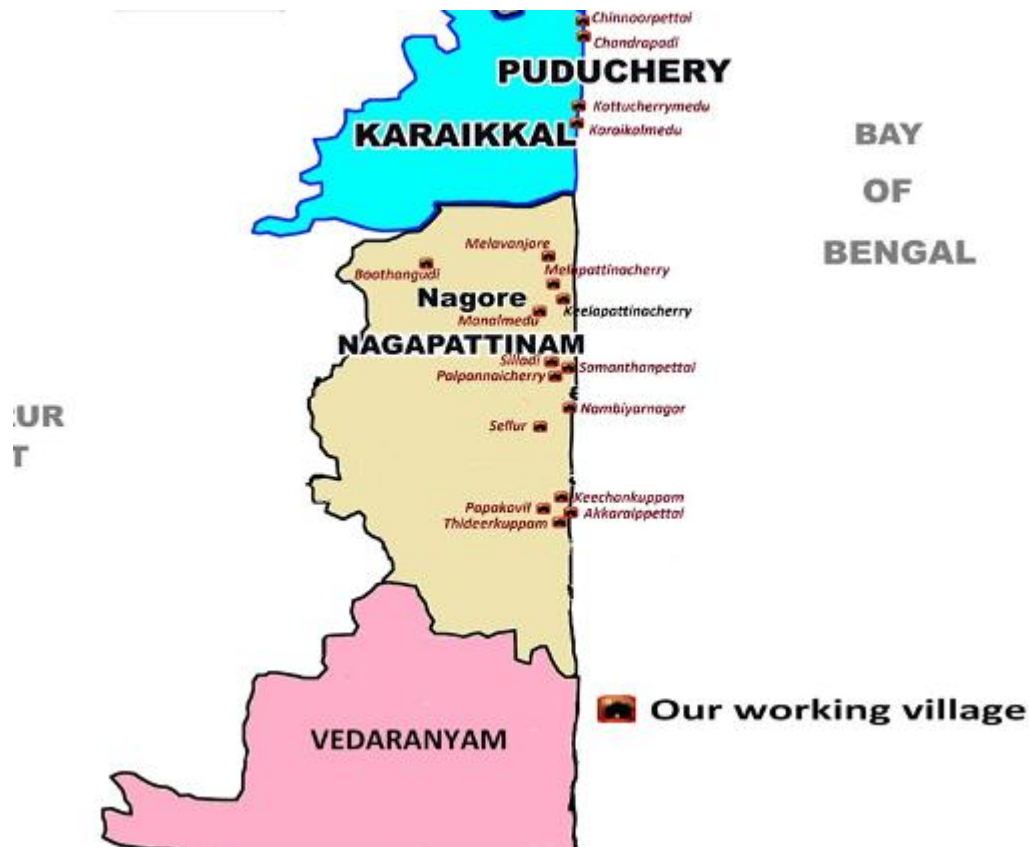 Chinnoorpettai
Chandrapadi
PUDUCHERY
Kottucherrymedu
Karaikalmedu
KARAIKKAL
BAY
OF
BENGAL
Melavanjore
Boothangudi
Melapattinacherry
Nagore
Keelapattinacherry
Manalmedu
NAGAPATTINAM
Silladi
Samanthanpettai
Palpannaicherry
Nambiyarnagar
RUR
T
Sellur
Keechankuppam
Papakovil
Akkaraippettai
Thideerkuppam
Our working village
VEDARANYAM